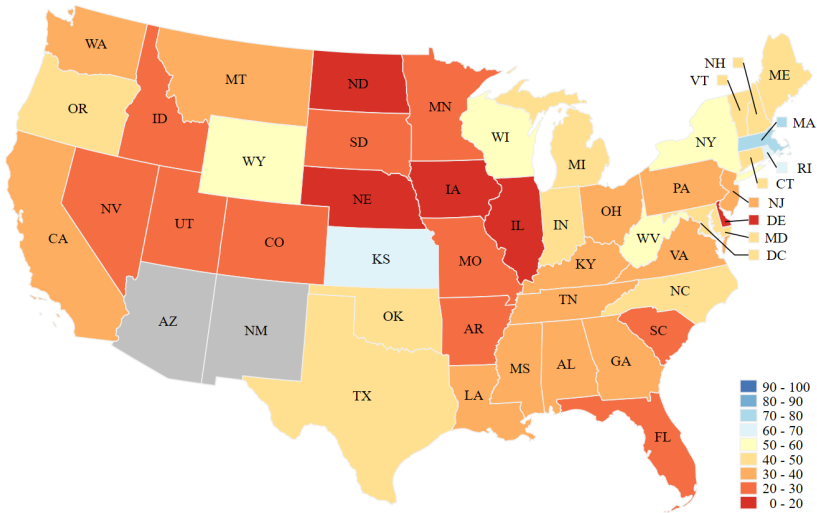 WA
MT
ND
MN
OR
ID
SD
WI
WY
MI
NY
NH
VT
ME
MA
RI
CT
NJ
DE
MD
DC
NV
UT
CO
NE
IA
IL
IN
OH
PA
CA
KS
MO
KY
WV
VA
AZ
NM
OK
AR
TN
NC
SC
TX
LA
MS
AL
GA
FL
90 - 100
80 - 90
70 - 80
60 - 70
50 - 60
40 - 50
30 - 40
20 - 30
0 - 20